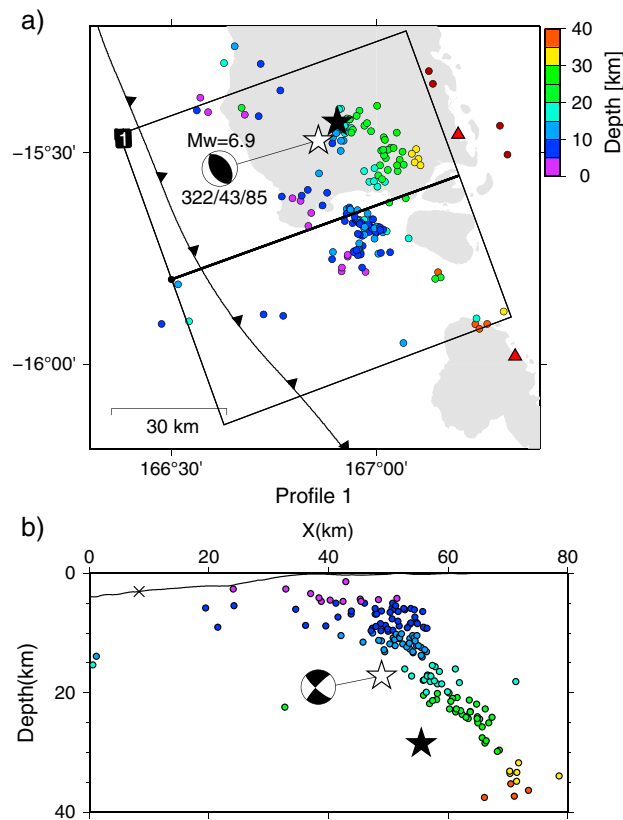 a)
−15°30'
−16°00'
1
Mw=6.9
322/43/85
30 km
166°30'
167°00'
40
30
20
10
0
Depth [km]
Profile 1
b)
X(km)
0
20
40
60
80
0
20
40
Depth(km)